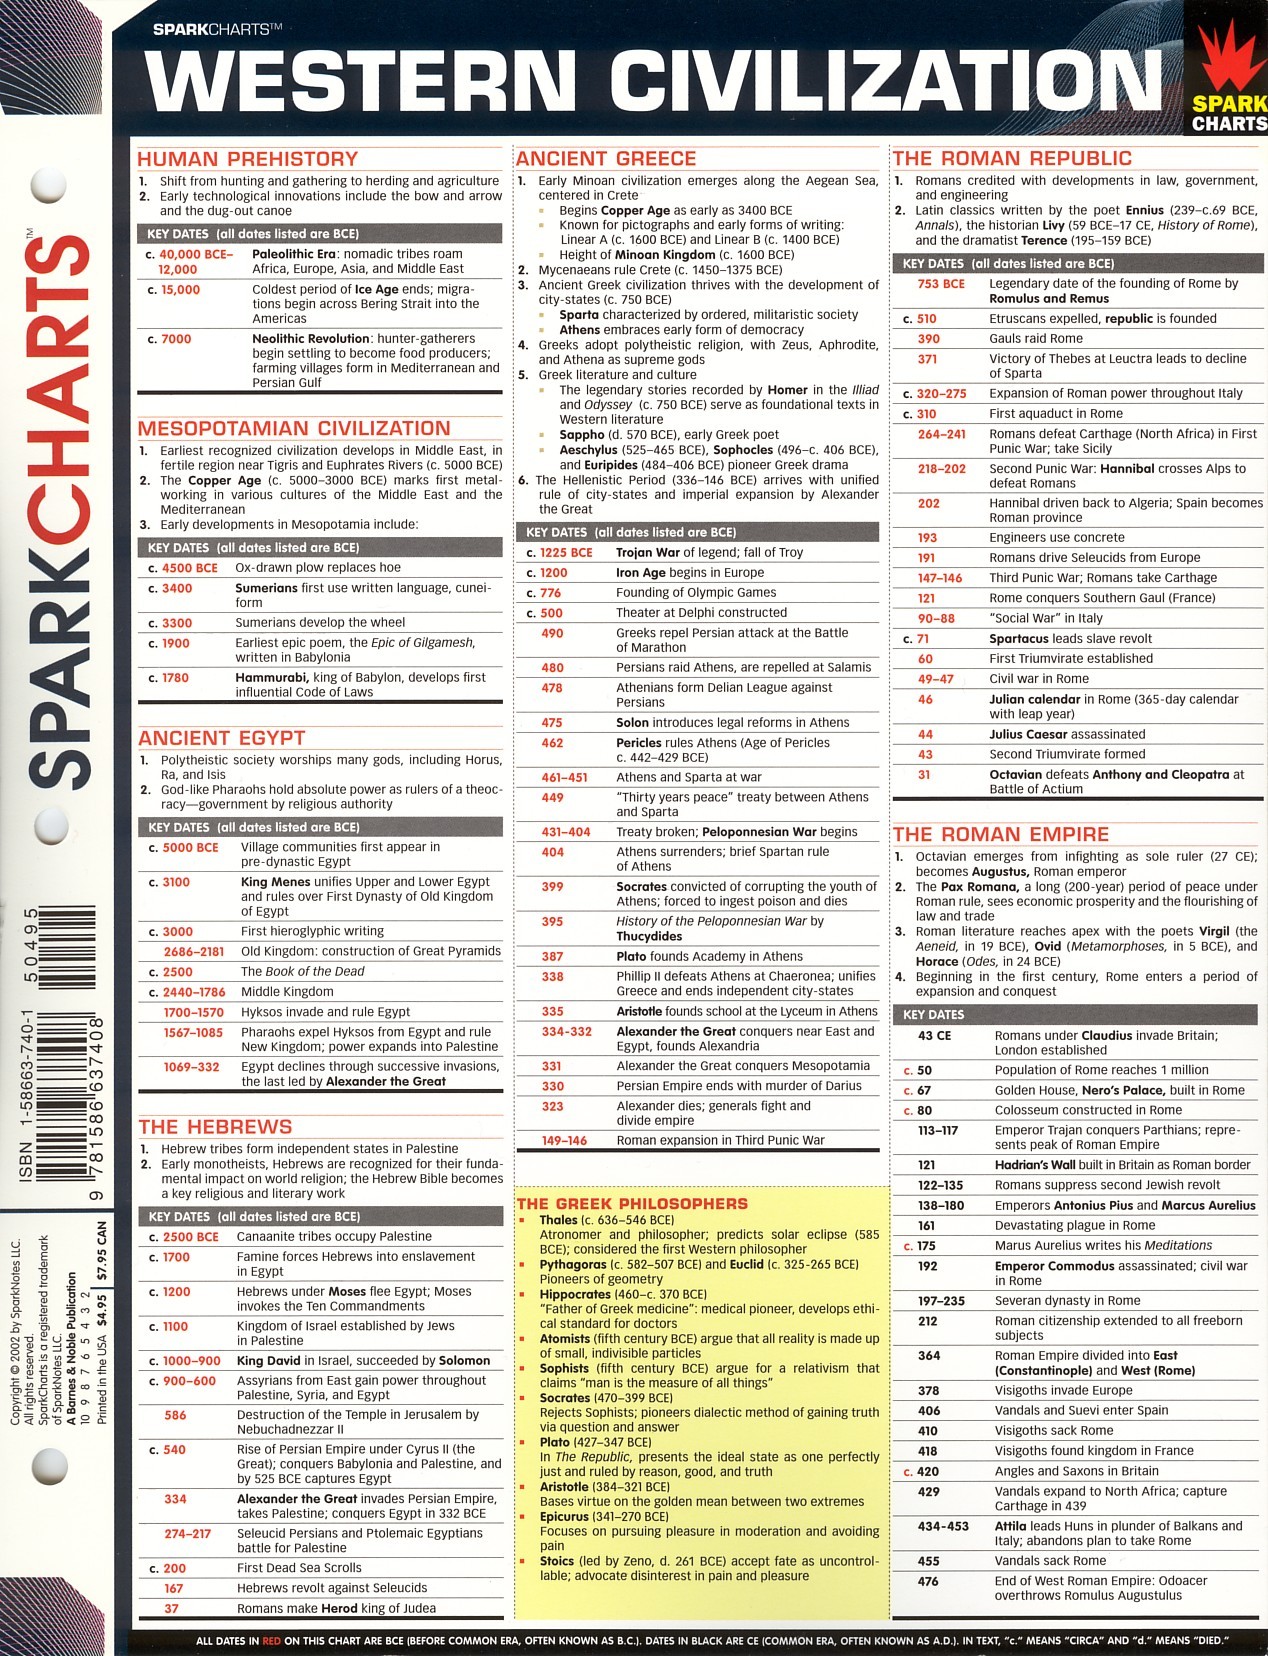 SPARKCHARTS™
WESTERN CIVILIZATION
SPARK
CHARTS
SPARKCHARTS™
50495
ISBN 1-58663-740-1
9 781586 637408
Copyright © 2002 by SparkNotes LLC.
All rights reserved.
SparkCharts is a registered trademark
of SparkNotes LLC.
A Barnes & Noble Publication
10 9 8 7 6 5 4 3 2
Printed in the USA $4.95 $7.95 CAN
HUMAN PREHISTORY
1. Shift from hunting and gathering to herding and agriculture
2. Early technological innovations include the bow and arrow
and the dug-out canoe
KEY DATES (all dates listed are BCE)
c. 40,000 BCE– Paleolithic Era: nomadic tribes roam
12,000 Africa, Europe, Asia, and Middle East
c. 15,000 Coldest period of Ice Age ends; migra-
tions begin across Bering Strait into the
Americas
c. 7000 Neolithic Revolution: hunter-gatherers
begin settling to become food producers;
farming villages form in Mediterranean and
Persian Gulf
MESOPOTAMIAN CIVILIZATION
1. Earliest recognized civilization develops in Middle East, in
fertile region near Tigris and Euphrates Rivers (c. 5000 BCE)
2. The Copper Age (c. 5000–3000 BCE) marks first metal-
working in various cultures of the Middle East and the
Mediterranean
3. Early developments in Mesopotamia include:
KEY DATES (all dates listed are BCE)
c. 4500 BCE Ox-drawn plow replaces hoe
c. 3400 Sumerians first use written language, cunei-
form
c. 3300 Sumerians develop the wheel
c. 1900 Earliest epic poem, the Epic of Gilgamesh,
written in Babylonia
c. 1780 Hammurabi, king of Babylon, develops first
influential Code of Laws
ANCIENT EGYPT
1. Polytheistic society worships many gods, including Horus,
Ra, and Isis
2. God-like Pharaohs hold absolute power as rulers of a theoc-
racy—government by religious authority
KEY DATES (all dates listed are BCE)
c. 5000 BCE Village communities first appear in
pre-dynastic Egypt
c. 3100 King Menes unifies Upper and Lower Egypt
and rules over First Dynasty of Old Kingdom
of Egypt
c. 3000 First hieroglyphic writing
2686–2181 Old Kingdom: construction of Great Pyramids
c. 2500 The Book of the Dead
c. 2440–1786 Middle Kingdom
1700–1570 Hyksos invade and rule Egypt
1567–1085 Pharaohs expel Hyksos from Egypt and rule
New Kingdom; power expands into Palestine
1069–332 Egypt declines through successive invasions,
the last led by Alexander the Great
THE HEBREWS
1. Hebrew tribes form independent states in Palestine
2. Early monotheists, Hebrews are recognized for their funda-
mental impact on world religion; the Hebrew Bible becomes
a key religious and literary work
KEY DATES (all dates listed are BCE)
c. 2500 BCE Canaanite tribes occupy Palestine
c. 1700 Famine forces Hebrews into enslavement
in Egypt
c. 1200 Hebrews under Moses flee Egypt; Moses
invokes the Ten Commandments
c. 1100 Kingdom of Israel established by Jews
in Palestine
c. 1000–900 King David in Israel, succeeded by Solomon
c. 900–600 Assyrians from East gain power throughout
Palestine, Syria, and Egypt
586 Destruction of the Temple in Jerusalem by
Nebuchadnezzar II
c. 540 Rise of Persian Empire under Cyrus II (the
Great); conquers Babylonia and Palestine, and
by 525 BCE captures Egypt
334 Alexander the Great invades Persian Empire,
takes Palestine; conquers Egypt in 332 BCE
274–217 Seleucid Persians and Ptolemaic Egyptians
battle for Palestine
c. 200 First Dead Sea Scrolls
167 Hebrews revolt against Seleucids
37 Romans make Herod king of Judea
ANCIENT GREECE
1. Early Minoan civilization emerges along the Aegean Sea,
centered in Crete
Begins Copper Age as early as 3400 BCE
Known for pictographs and early forms of writing:
Linear A (c. 1600 BCE) and Linear B (c. 1400 BCE)
Height of Minoan Kingdom (c. 1600 BCE)
2. Mycenaeans rule Crete (c. 1450–1375 BCE)
3. Ancient Greek civilization thrives with the development of
city-states (c. 750 BCE)
Sparta characterized by ordered, militaristic society
Athens embraces early form of democracy
4. Greeks adopt polytheistic religion, with Zeus, Aphrodite,
and Athena as supreme gods
5. Greek literature and culture
The legendary stories recorded by Homer in the Illiad
and Odyssey (c. 750 BCE) serve as foundational texts in
Western literature
Sappho (d. 570 BCE), early Greek poet
Aeschylus (525–465 BCE), Sophocles (496–c. 406 BCE),
and Euripides (484–406 BCE) pioneer Greek drama
6. The Hellenistic Period (336–146 BCE) arrives with unified
rule of city-states and imperial expansion by Alexander
the Great
KEY DATES (all dates listed are BCE)
c. 1225 BCE Trojan War of legend; fall of Troy
c. 1200 Iron Age begins in Europe
c. 776 Founding of Olympic Games
c. 500 Theater at Delphi constructed
490 Greeks repel Persian attack at the Battle
of Marathon
480 Persians raid Athens, are repelled at Salamis
478 Athenians form Delian League against
Persians
475 Solon introduces legal reforms in Athens
462 Pericles rules Athens (Age of Pericles
c. 442–429 BCE)
461–451 Athens and Sparta at war
449 "Thirty years peace" treaty between Athens
and Sparta
431–404 Treaty broken; Peloponnesian War begins
404 Athens surrenders; brief Spartan rule
of Athens
399 Socrates convicted of corrupting the youth of
Athens; forced to ingest poison and dies
395 History of the Peloponnesian War by
Thucydides
387 Plato founds Academy in Athens
338 Phillip II defeats Athens at Chaeronea; unifies
Greece and ends independent city-states
335 Aristotle founds school at the Lyceum in Athens
334-332 Alexander the Great conquers near East and
Egypt, founds Alexandria
331 Alexander the Great conquers Mesopotamia
330 Persian Empire ends with murder of Darius
323 Alexander dies; generals fight and
divide empire
149–146 Roman expansion in Third Punic War
THE GREEK PHILOSOPHERS
Thales (c. 636–546 BCE)
Atronomer and philosopher; predicts solar eclipse (585
BCE); considered the first Western philosopher
Pythagoras (c. 582–507 BCE) and Euclid (c. 325-265 BCE)
Pioneers of geometry
Hippocrates (460–c. 370 BCE)
"Father of Greek medicine": medical pioneer, develops ethi-
cal standard for doctors
Atomists (fifth century BCE) argue that all reality is made up
of small, indivisible particles
Sophists (fifth century BCE) argue for a relativism that
claims "man is the measure of all things"
Socrates (470–399 BCE)
Rejects Sophists; pioneers dialectic method of gaining truth
via question and answer
Plato (427–347 BCE)
In The Republic, presents the ideal state as one perfectly
just and ruled by reason, good, and truth
Aristotle (384–321 BCE)
Bases virtue on the golden mean between two extremes
Epicurus (341–270 BCE)
Focuses on pursuing pleasure in moderation and avoiding
pain
Stoics (led by Zeno, d. 261 BCE) accept fate as uncontrol-
lable; advocate disinterest in pain and pleasure
THE ROMAN REPUBLIC
1. Romans credited with developments in law, government,
and engineering
2. Latin classics written by the poet Ennius (239–c.69 BCE,
Annals), the historian Livy (59 BCE–17 CE, History of Rome),
and the dramatist Terence (195–159 BCE)
KEY DATES (all dates listed are BCE)
753 BCE Legendary date of the founding of Rome by
Romulus and Remus
c. 510 Etruscans expelled, republic is founded
390 Gauls raid Rome
371 Victory of Thebes at Leuctra leads to decline
of Sparta
c. 320–275 Expansion of Roman power throughout Italy
c. 310 First aquaduct in Rome
264–241 Romans defeat Carthage (North Africa) in First
Punic War; take Sicily
218–202 Second Punic War: Hannibal crosses Alps to
defeat Romans
202 Hannibal driven back to Algeria; Spain becomes
Roman province
193 Engineers use concrete
191 Romans drive Seleucids from Europe
147–146 Third Punic War; Romans take Carthage
121 Rome conquers Southern Gaul (France)
90–88 "Social War" in Italy
c. 71 Spartacus leads slave revolt
60 First Triumvirate established
49–47 Civil war in Rome
46 Julian calendar in Rome (365-day calendar
with leap year)
44 Julius Caesar assassinated
43 Second Triumvirate formed
31 Octavian defeats Anthony and Cleopatra at
Battle of Actium
THE ROMAN EMPIRE
1. Octavian emerges from infighting as sole ruler (27 CE);
becomes Augustus, Roman emperor
2. The Pax Romana, a long (200-year) period of peace under
Roman rule, sees economic prosperity and the flourishing of
law and trade
3. Roman literature reaches apex with the poets Virgil (the
Aeneid, in 19 BCE), Ovid (Metamorphoses, in 5 BCE), and
Horace (Odes, in 24 BCE)
4. Beginning in the first century, Rome enters a period of
expansion and conquest
KEY DATES
43 CE Romans under Claudius invade Britain;
London established
c. 50 Population of Rome reaches 1 million
c. 67 Golden House, Nero's Palace, built in Rome
c. 80 Colosseum constructed in Rome
113–117 Emperor Trajan conquers Parthians; repre-
sents peak of Roman Empire
121 Hadrian's Wall built in Britain as Roman border
122–135 Romans suppress second Jewish revolt
138–180 Emperors Antonius Pius and Marcus Aurelius
161 Devastating plague in Rome
c. 175 Marus Aurelius writes his Meditations
192 Emperor Commodus assassinated; civil war
in Rome
197–235 Severan dynasty in Rome
212 Roman citizenship extended to all freeborn
subjects
364 Roman Empire divided into East
(Constantinople) and West (Rome)
378 Visigoths invade Europe
406 Vandals and Suevi enter Spain
410 Visigoths sack Rome
418 Visigoths found kingdom in France
c. 420 Angles and Saxons in Britain
429 Vandals expand to North Africa; capture
Carthage in 439
434-453 Attila leads Huns in plunder of Balkans and
Italy; abandons plan to take Rome
455 Vandals sack Rome
476 End of West Roman Empire: Odoacer
overthrows Romulus Augustulus
ALL DATES IN RED ON THIS CHART ARE BCE (BEFORE COMMON ERA, OFTEN KNOWN AS B.C.). DATES IN BLACK ARE CE (COMMON ERA, OFTEN KNOWN AS A.D.). IN TEXT, "c." MEANS "CIRCA" AND "d." MEANS "DIED."